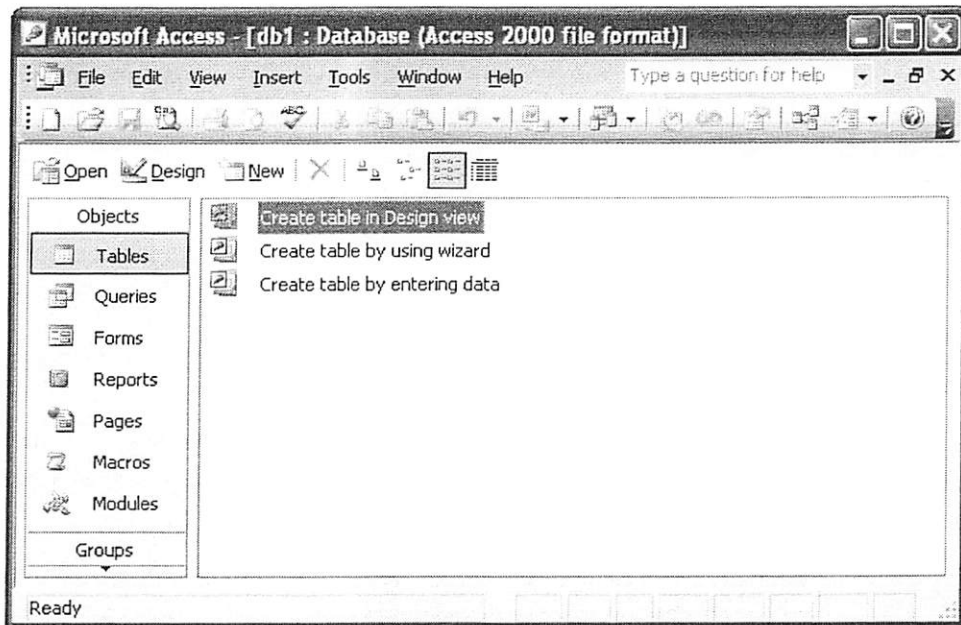 Microsoft Access - [db1 : Database (Access 2000 file format)]
File Edit View Insert Tools Window Help Type a question for help
ABC
Open Design New
Objects
Tables
Queries
Forms
Reports
Pages
Macros
Modules
Groups
Create table in Design view
Create table by using wizard
Create table by entering data
Ready